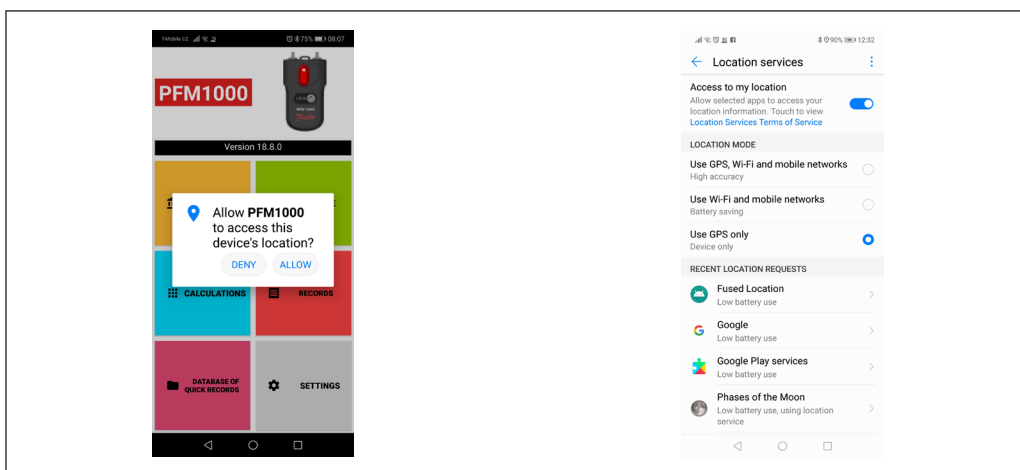 T-Mobile CZ 75% 08:07
PFM1000
Version 18.8.0
Allow PFM1000
to access this
device's location?
DENY ALLOW
CALCULATIONS RECORDS
DATABASE OF
QUICK RECORDS
SETTINGS
90% 12:32
Location services
Access to my location
Allow selected apps to access your
location information. Touch to view
Location Services Terms of Service
LOCATION MODE
Use GPS, Wi-Fi and mobile networks
High accuracy
Use Wi-Fi and mobile networks
Battery saving
Use GPS only
Device only
RECENT LOCATION REQUESTS
Fused Location
Low battery use
Google
Low battery use
Google Play services
Low battery use
Phases of the Moon
Low battery use, using location
service